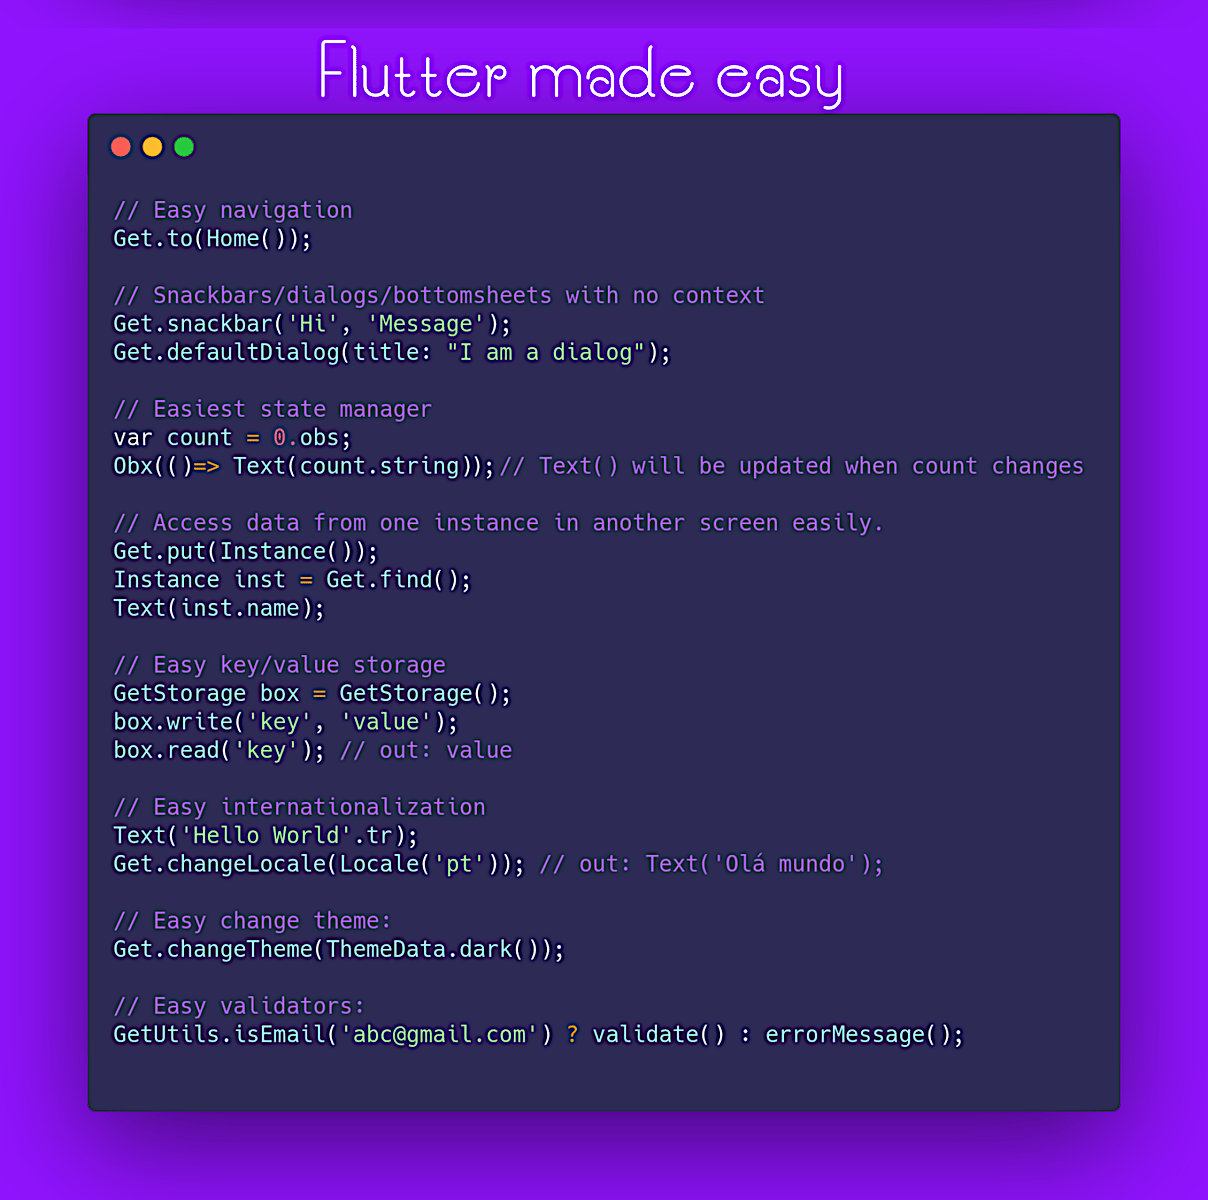 Flutter made easy
// Easy navigation
Get.to(Home());
// Snackbars/dialogs/bottomsheets with no context
Get.snackbar('Hi', 'Message');
Get.defaultDialog(title: "I am a dialog");
// Easiest state manager
var count = 0.obs;
Obx(()=> Text(count.string));// Text() will be updated when count changes
// Access data from one instance in another screen easily.
Get.put(Instance());
Instance inst = Get.find();
Text(inst.name);
// Easy key/value storage
GetStorage box = GetStorage();
box.write('key', 'value');
box.read('key'); // out: value
// Easy internationalization
Text('Hello World'.tr);
Get.changeLocale(Locale('pt')); // out: Text('Olá mundo');
// Easy change theme:
Get.changeTheme(ThemeData.dark());
// Easy validators:
GetUtils.isEmail('abc@gmail.com') ? validate() : errorMessage();